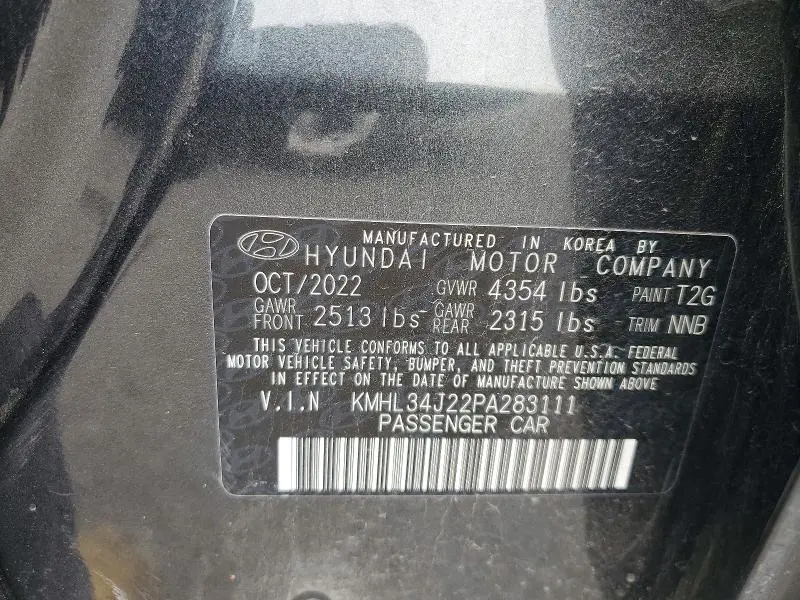 MANUFACTURED IN KOREA BY
HYUNDAI MOTOR COMPANY
OCT/2022 GVWR 4354 lbs PAINT T2G
GAWR FRONT 2513 lbs GAWR REAR 2315 lbs TRIM NNB
THIS VEHICLE CONFORMS TO ALL APPLICABLE U.S.A. FEDERAL
MOTOR VEHICLE SAFETY, BUMPER, AND THEFT PREVENTION STANDARDS
IN EFFECT ON THE DATE OF MANUFACTURE SHOWN ABOVE
V.I.N KMHL34J22PA283111
PASSENGER CAR